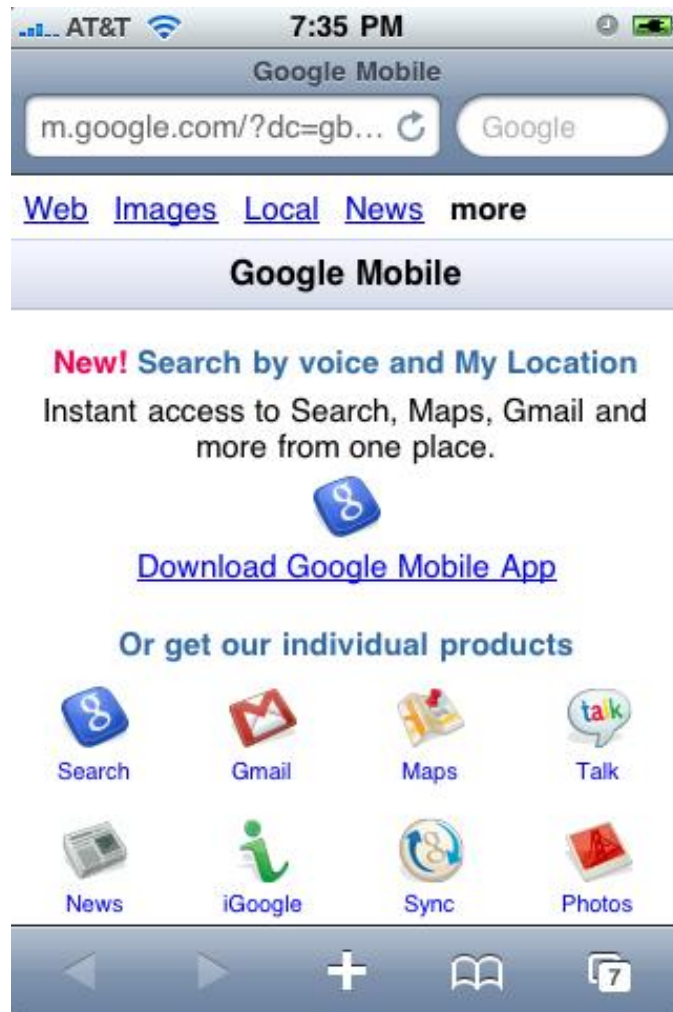 AT&T 7:35 PM
Google Mobile
m.google.com/?dc=gb... Google
Web Images Local News more
Google Mobile
New! Search by voice and My Location
Instant access to Search, Maps, Gmail and
more from one place.
g
Download Google Mobile App
Or get our individual products
g talk
Search Gmail Maps Talk
i g
News iGoogle Sync Photos
7